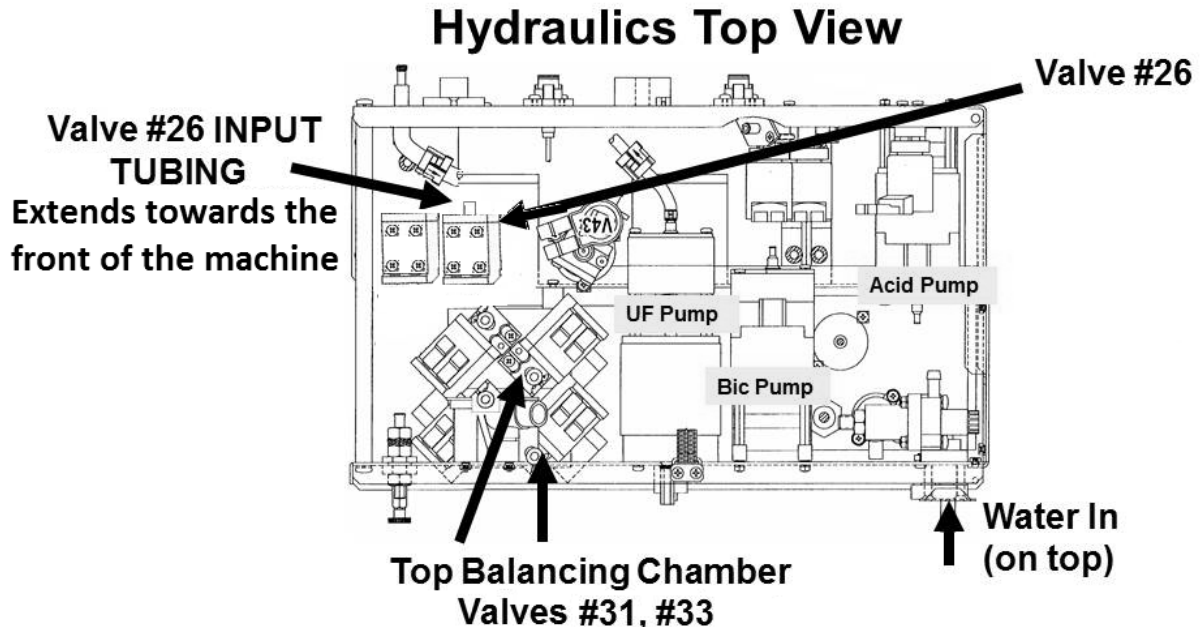 Hydraulics Top View
Valve #26
Valve #26 INPUT
TUBING
Extends towards the
front of the machine
V43
Acid Pump
UF Pump
Bic Pump
Water In
(on top)
Top Balancing Chamber
Valves #31, #33